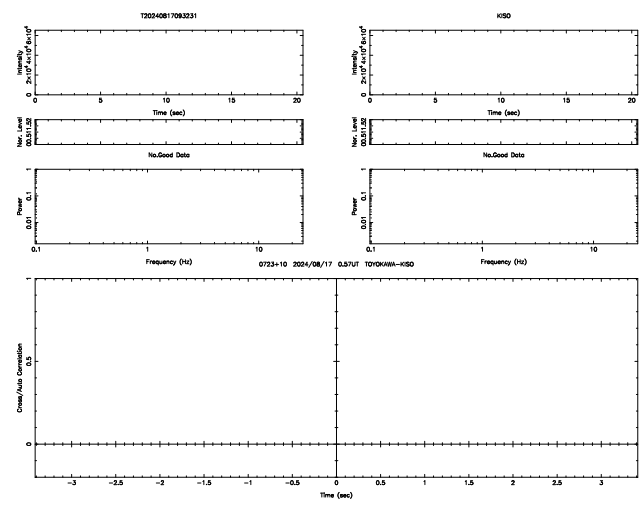 T20240817093231
KISO
Intensity
0 2×10⁴ 4×10⁴ 6×10⁴
0 5 10 15 20
Time (sec)
Intensity
0 2×10⁴ 4×10⁴ 6×10⁴
0 5 10 15 20
Time (sec)
Nor. Level
0 0.5 1 1.5 2
Nor. Level
0 0.5 1 1.5 2
No.Good Data
No.Good Data
Power
1
0.1
0.01
0.1 1 10
Frequency (Hz)
Power
1
0.1
0.01
0.1 1 10
Frequency (Hz)
0723+10 2024/08/17 0.57UT TOYOKAWA-KISO
Cross/Auto Correlation
1
0.5
0
-3 -2.5 -2 -1.5 -1 -0.5 0 0.5 1 1.5 2 2.5 3
Time (sec)